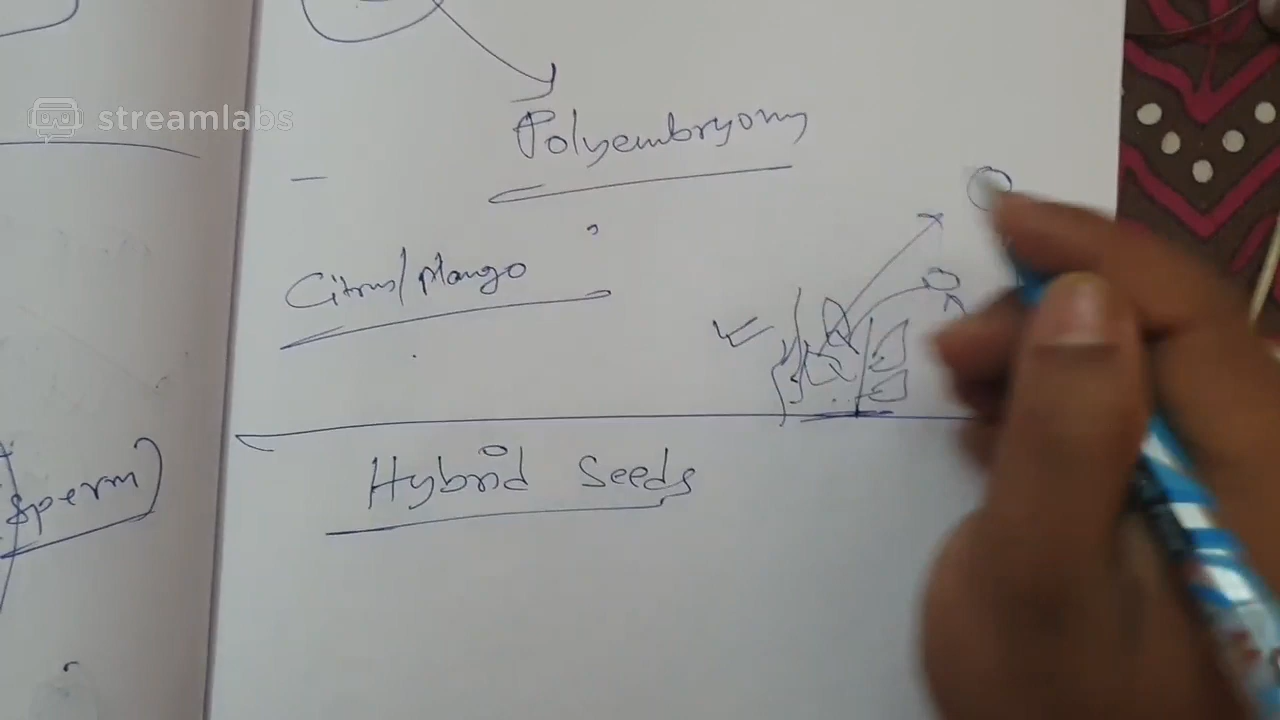 streamlabs
Polyembryony
Citrus/Mango
sperm)
Hybrid Seeds